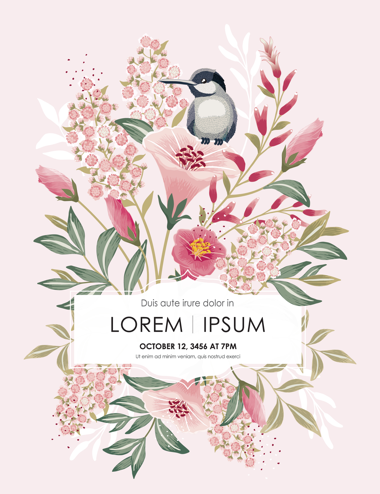 Duis aute irure dolor in
LOREM | IPSUM
OCTOBER 12, 3456 AT 7PM
Ut enim ad minim veniam, quis nostrud exerci